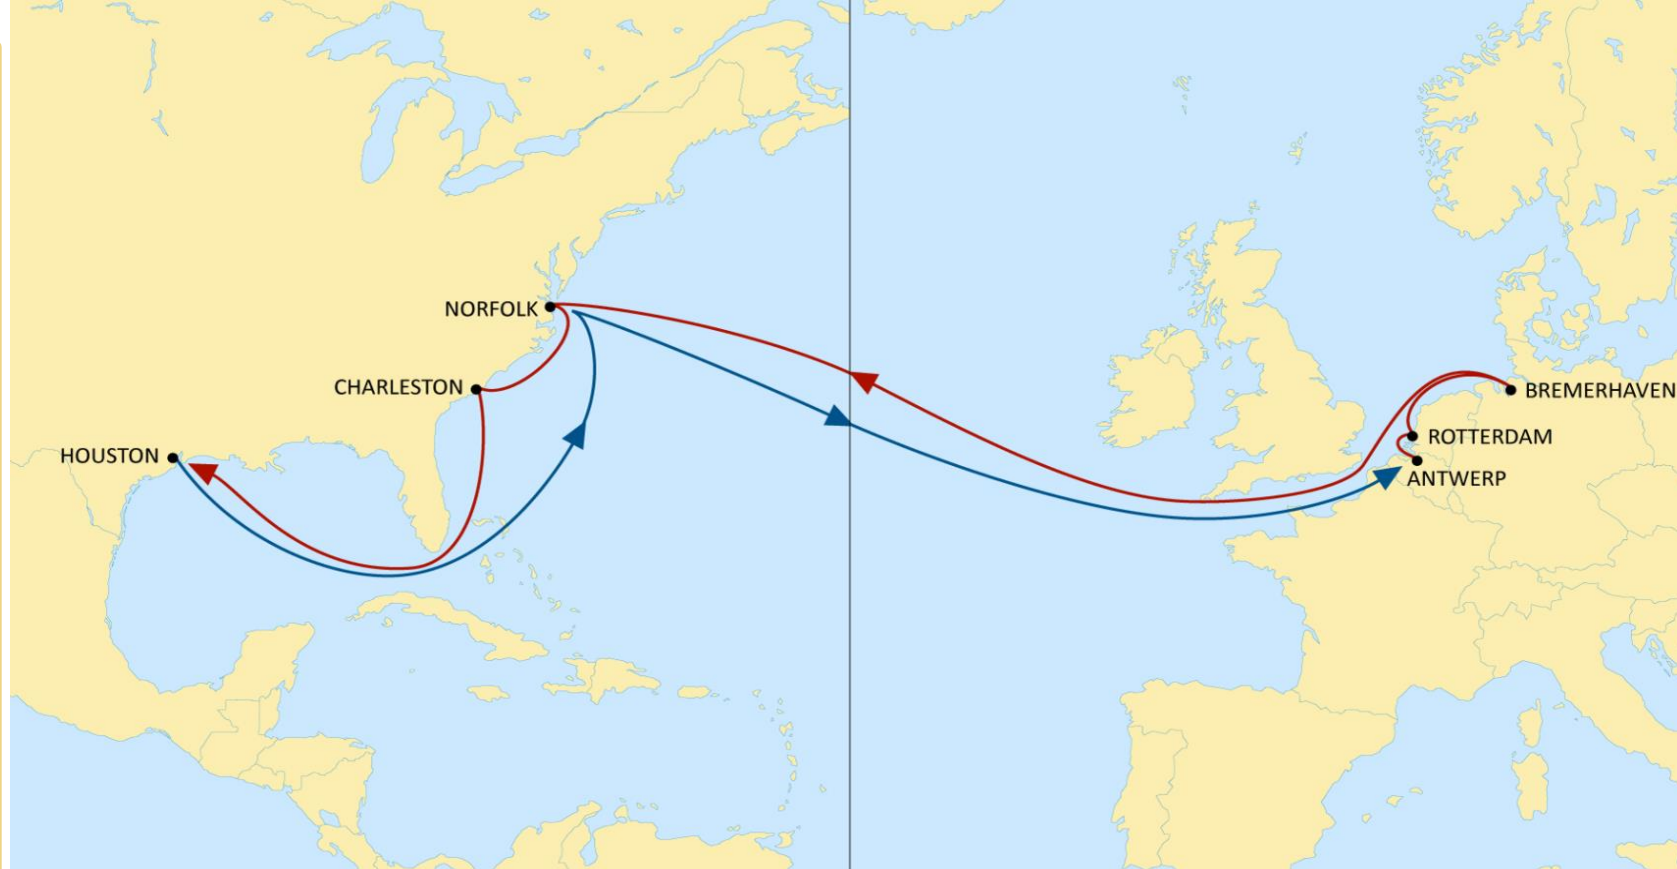 NORFOLK
CHARLESTON
BREMERHAVEN
ROTTERDAM
HOUSTON
ANTWERP